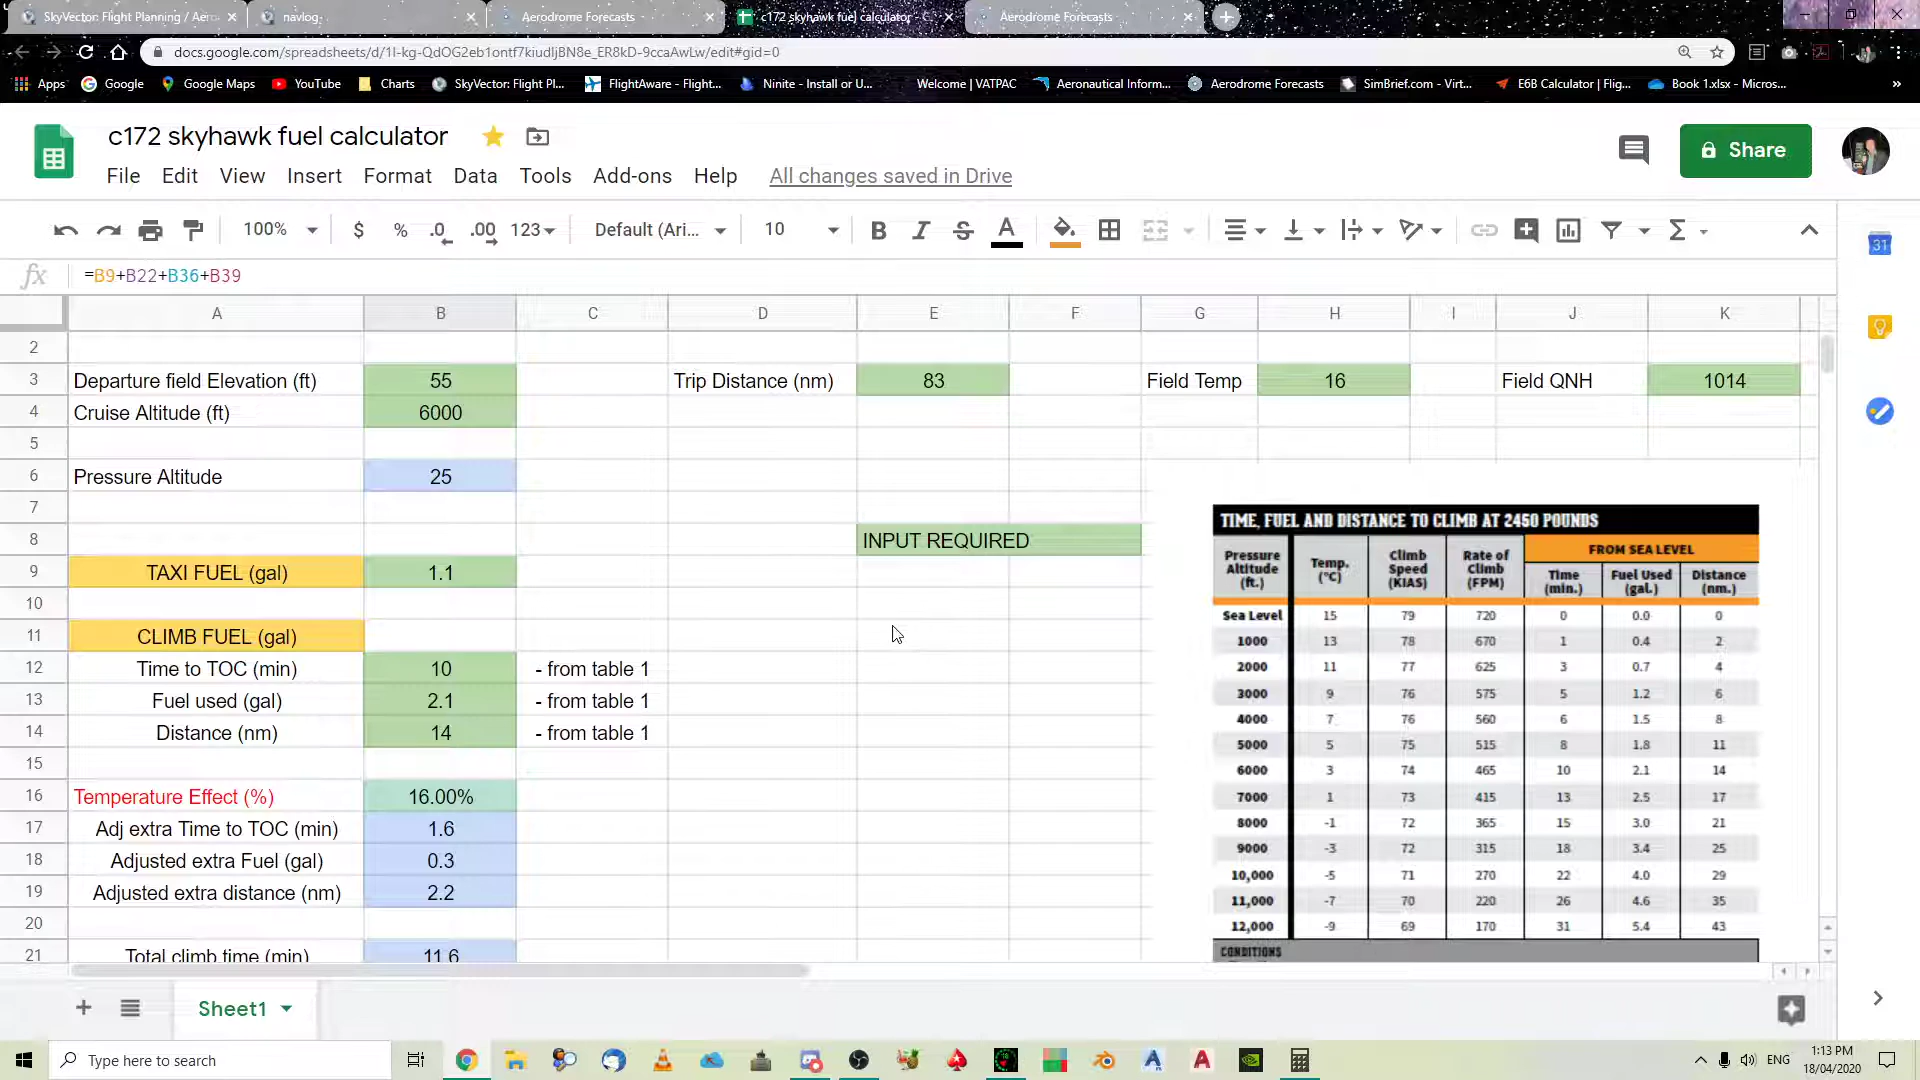 SkyVector: Flight Planning / Aero
navlog-
Aerodrome Forecasts
c172 skyhawk fuel calculator - C
Aerodrome Forecasts
docs.google.com/spreadsheets/d/1I-kg-QdOG2eb1ontf7kiudljBN8e_ER8kD-9ccaAwLw/edit#gid=0
Apps
Google
Google Maps
YouTube
Charts
SkyVector: Flight Pl...
FlightAware - Flight...
Ninite - Install or U...
Welcome | VATPAC
Aeronautical Inform...
Aerodrome Forecasts
SimBrief.com - Virt...
E6B Calculator | Flig...
Book 1.xlsx - Micros...
»
c172 skyhawk fuel calculator
Share
File Edit View Insert Format Data Tools Add-ons Help All changes saved in Drive
100% $ % .0 .00 123 Default (Ari... 10 B I S A Σ
31
fx =B9+B22+B36+B39
A B C D E F G H I J K
2
3 Departure field Elevation (ft) 55 Trip Distance (nm) 83 Field Temp 16 Field QNH 1014
4 Cruise Altitude (ft) 6000
5
6 Pressure Altitude 25
7
8 INPUT REQUIRED
9 TAXI FUEL (gal) 1.1
10
11 CLIMB FUEL (gal)
12 Time to TOC (min) 10 - from table 1
13 Fuel used (gal) 2.1 - from table 1
14 Distance (nm) 14 - from table 1
15
16 Temperature Effect (%) 16.00%
17 Adj extra Time to TOC (min) 1.6
18 Adjusted extra Fuel (gal) 0.3
19 Adjusted extra distance (nm) 2.2
20
21 Total climb time (min) 11.6
TIME, FUEL AND DISTANCE TO CLIMB AT 2450 POUNDS
Pressure Altitude (ft.) Temp. (°C) Climb Speed (KIAS) Rate of Climb (FPM) FROM SEA LEVEL
Time (min.) Fuel Used (gal.) Distance (nm.)
Sea Level 15 79 720 0 0.0 0
1000 13 78 670 1 0.4 2
2000 11 77 625 3 0.7 4
3000 9 76 575 5 1.2 6
4000 7 76 560 6 1.5 8
5000 5 75 515 8 1.8 11
6000 3 74 465 10 2.1 14
7000 1 73 415 13 2.5 17
8000 -1 72 365 15 3.0 21
9000 -3 72 315 18 3.4 25
10,000 -5 71 270 22 4.0 29
11,000 -7 70 220 26 4.6 35
12,000 -9 69 170 31 5.4 43
CONDITIONS
Sheet1
Type here to search
ENG
1:13 PM
18/04/2020